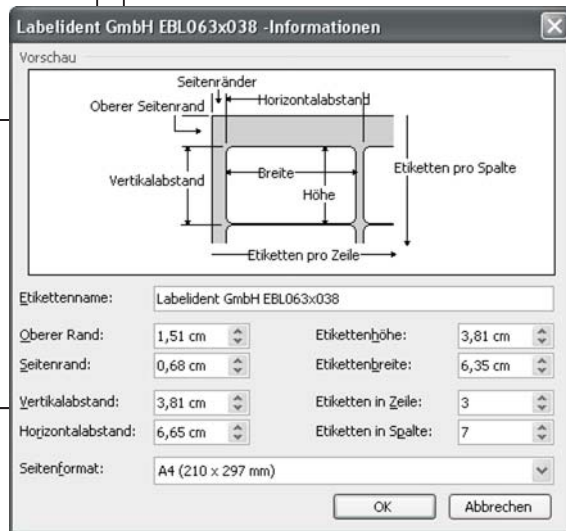 Labelident GmbH EBL063x038 -Informationen
Vorschau
Seitenränder
Horizontalabstand
Oberer Seitenrand
Vertikalabstand
Breite
Höhe
Etiketten pro Spalte
Etiketten pro Zeile
Etikettenname: Labelident GmbH EBL063x038
Oberer Rand: 1,51 cm Etikettenhöhe: 3,81 cm
Seitenrand: 0,68 cm Etikettenbreite: 6,35 cm
Vertikalabstand: 3,81 cm Etiketten in Zeile: 3
Horizontalabstand: 6,65 cm Etiketten in Spalte: 7
Seitenformat: A4 (210 x 297 mm)
OK Abbrechen